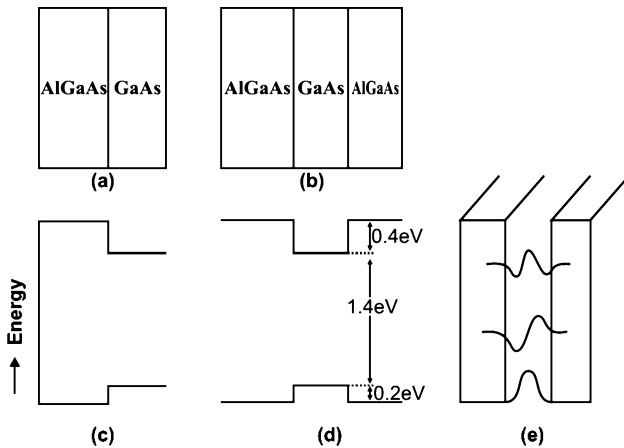 AlGaAs GaAs
AlGaAs GaAs AlGaAs
(a)
(b)
0.4eV
1.4eV
0.2eV
Energy
(c)
(d)
(e)